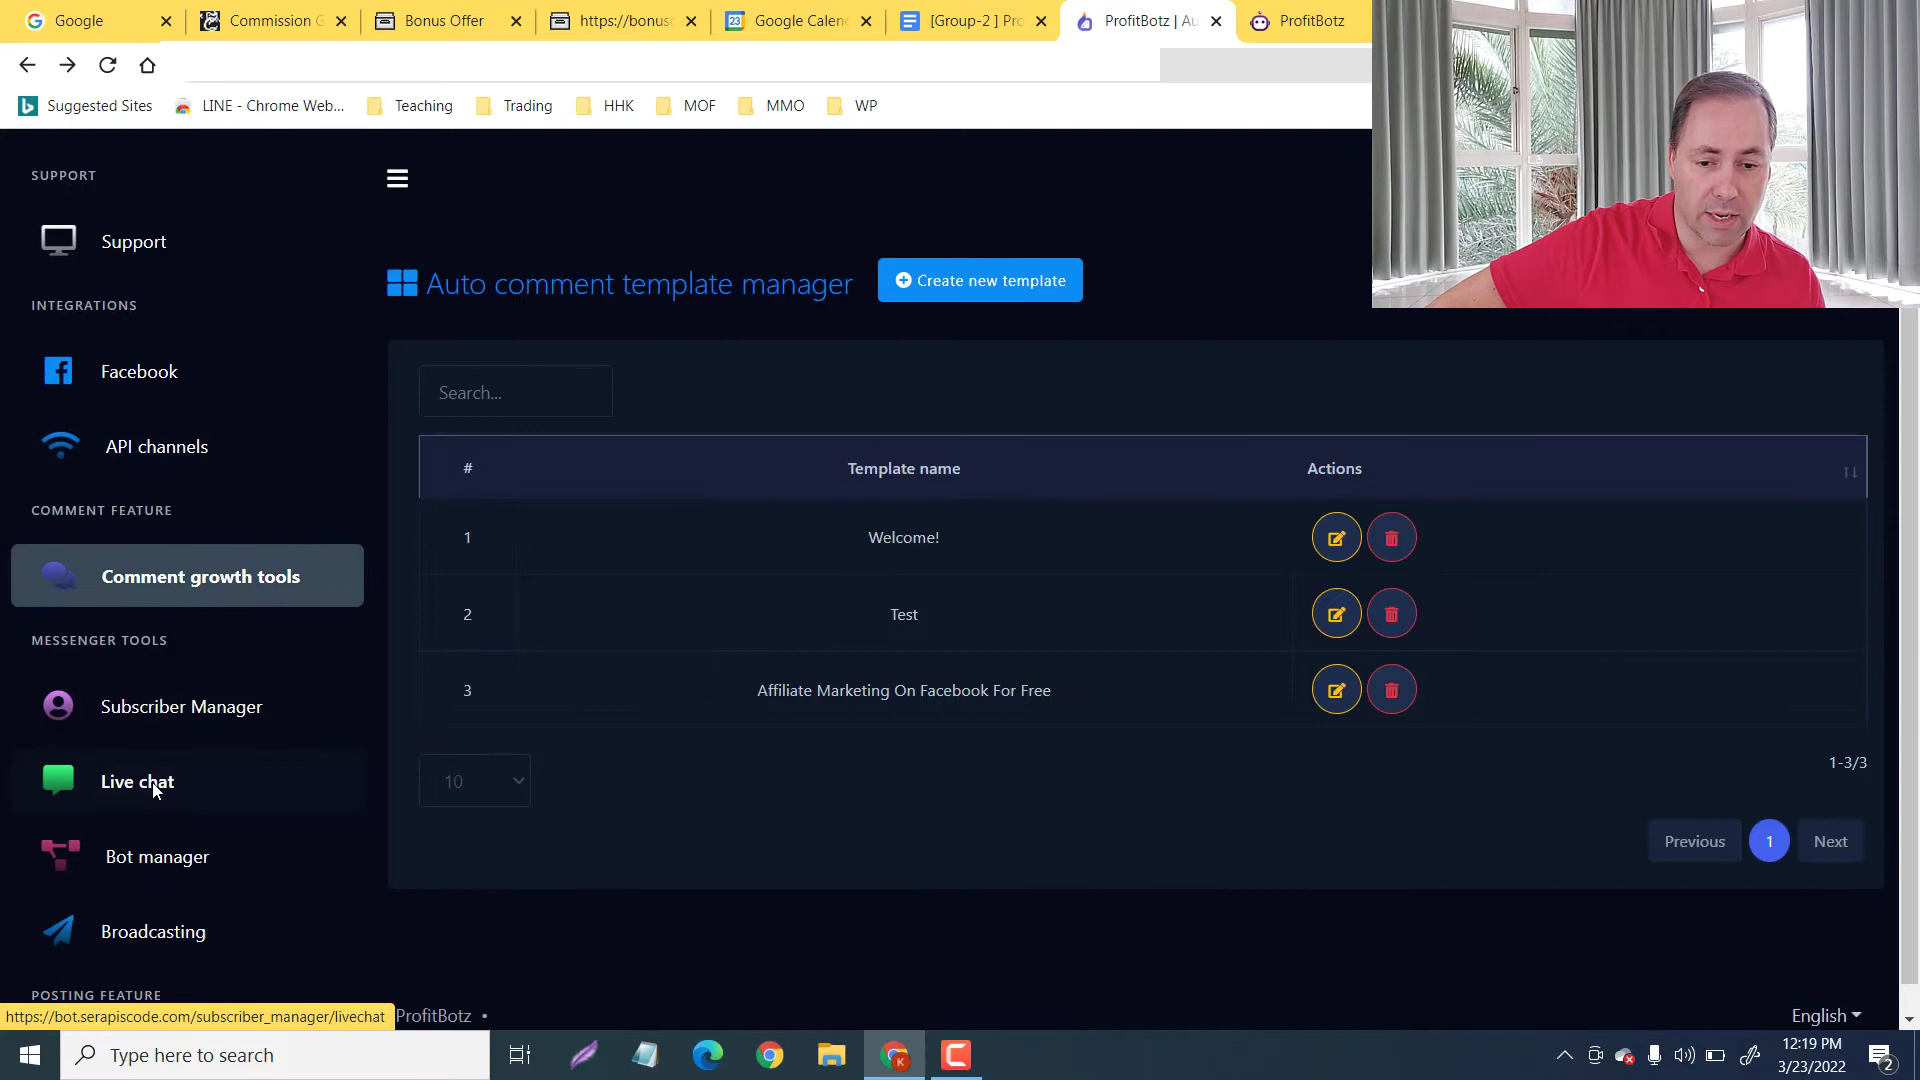 Google
Commission G
Bonus Offer
https://bonusc
Google Calen
[Group-2 ] Pro
ProfitBotz | Au
ProfitBotz
Suggested Sites
LINE - Chrome Web...
Teaching
Trading
HHK
MOF
MMO
WP
SUPPORT
Support
INTEGRATIONS
Facebook
API channels
COMMENT FEATURE
Comment growth tools
MESSENGER TOOLS
Subscriber Manager
Live chat
Bot manager
Broadcasting
POSTING FEATURE
Auto comment template manager
Create new template
Search...
# Template name Actions
1 Welcome!
2 Test
3 Affiliate Marketing On Facebook For Free
10
1-3/3
Previous 1 Next
https://bot.serapiscode.com/subscriber_manager/livechat
ProfitBotz •
English
Type here to search
12:19 PM
3/23/2022
2